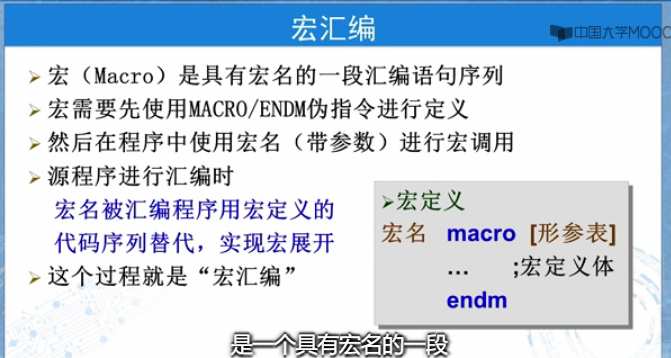 宏汇编
中国大学MOOC
宏（Macro）是具有宏名的一段汇编语句序列
宏需要先使用MACRO/ENDM伪指令进行定义
然后在程序中使用宏名（带参数）进行宏调用
源程序进行汇编时
宏名被汇编程序用宏定义的
代码序列替代，实现宏展开
这个过程就是“宏汇编”
宏定义
宏名 macro [形参表]
... ;宏定义体
endm
是一个具有宏名的一段